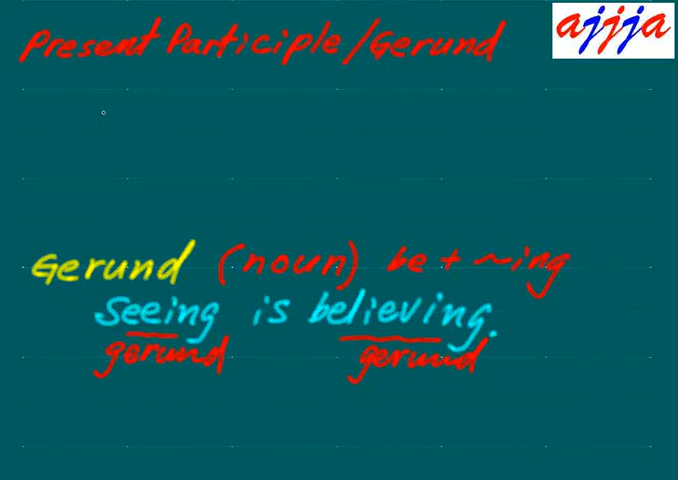 Present Participle/Gerund
ajjja
Gerund (noun) be + ~ing
Seeing is believing.
gerund gerund